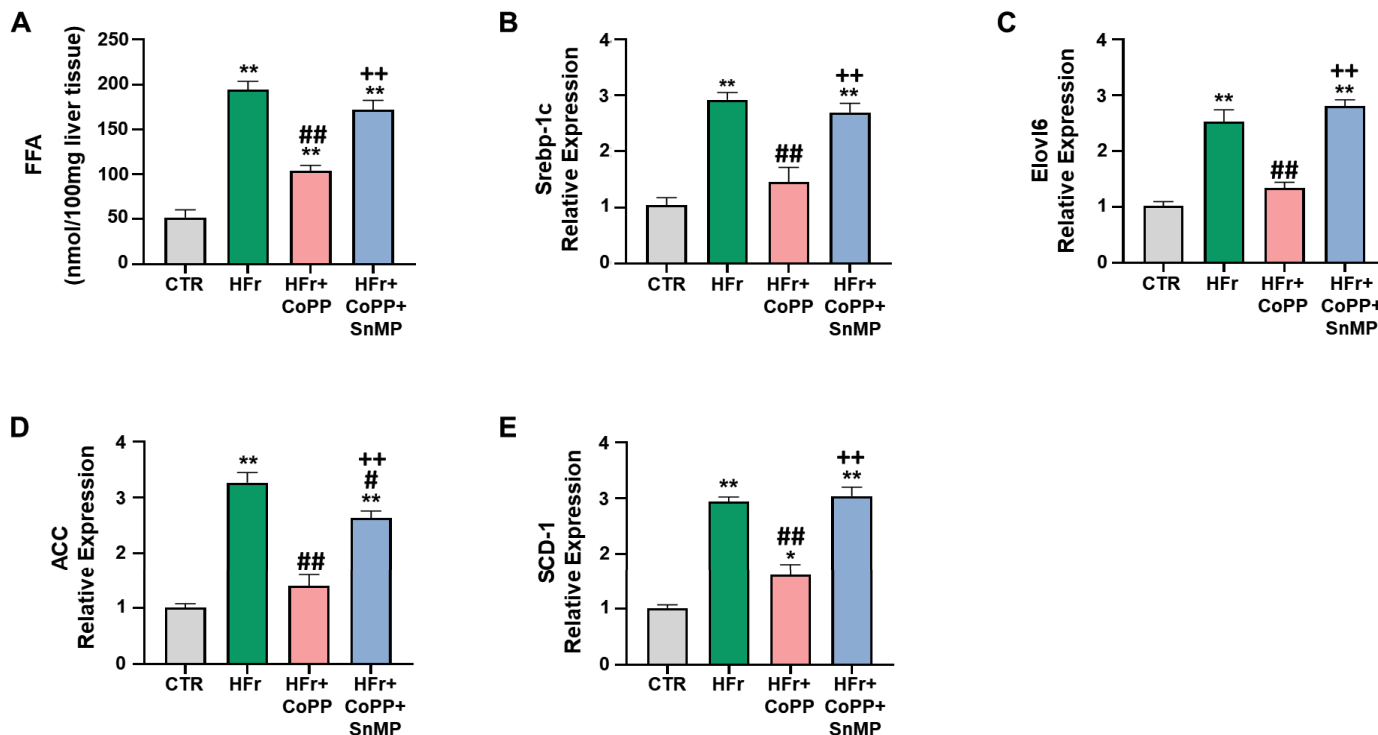 A
FFA
(nmol/100mg liver tissue)
250
200
150
100
50
0
**
##
**
++
**
CTR
HFr
HFr+
CoPP
HFr+
CoPP+
SnMP
B
Srebp-1c
Relative Expression
4
3
2
1
0
**
##
++
**
CTR
HFr
HFr+
CoPP
HFr+
CoPP+
SnMP
C
Elovl6
Relative Expression
4
3
2
1
0
**
##
++
**
CTR
HFr
HFr+
CoPP
HFr+
CoPP+
SnMP
D
ACC
Relative Expression
4
3
2
1
0
**
##
++
#
**
CTR
HFr
HFr+
CoPP
HFr+
CoPP+
SnMP
E
SCD-1
Relative Expression
4
3
2
1
0
**
##
*
++
**
CTR
HFr
HFr+
CoPP
HFr+
CoPP+
SnMP